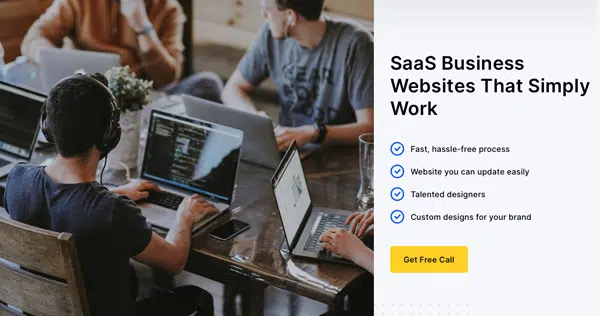 SaaS Business
Websites That Simply
Work
Fast, hassle-free process
Website you can update easily
Talented designers
Custom designs for your brand
Get Free Call